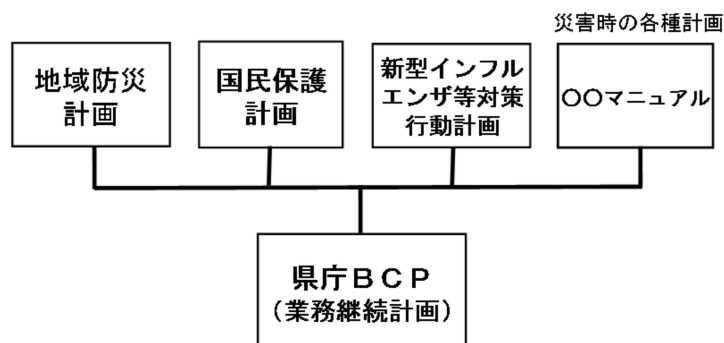 災害時の各種計画
地域防災
計画
国民保護
計画
新型インフル
エンザ等対策
行動計画
〇〇マニュアル
県庁ＢＣＰ
（業務継続計画）